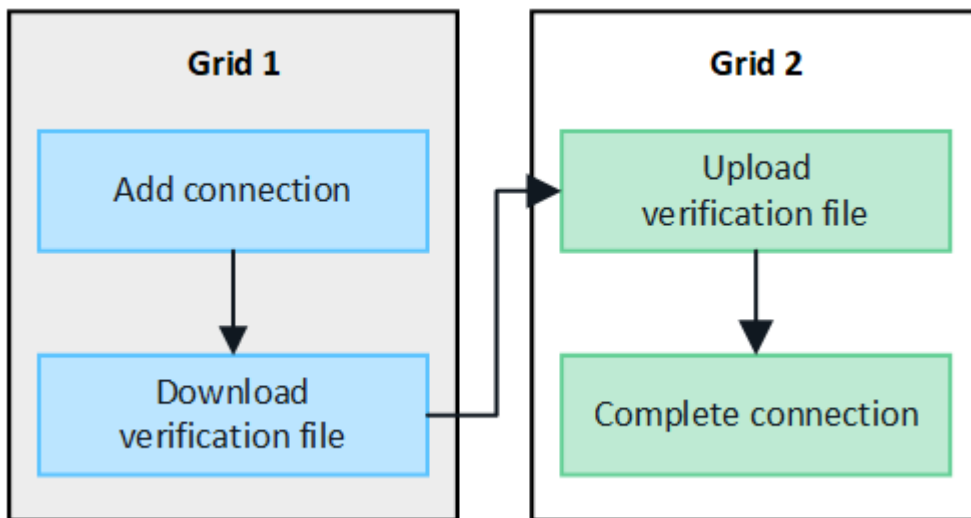 Grid 1
Add connection
Download
verification file
Grid 2
Upload
verification file
Complete connection